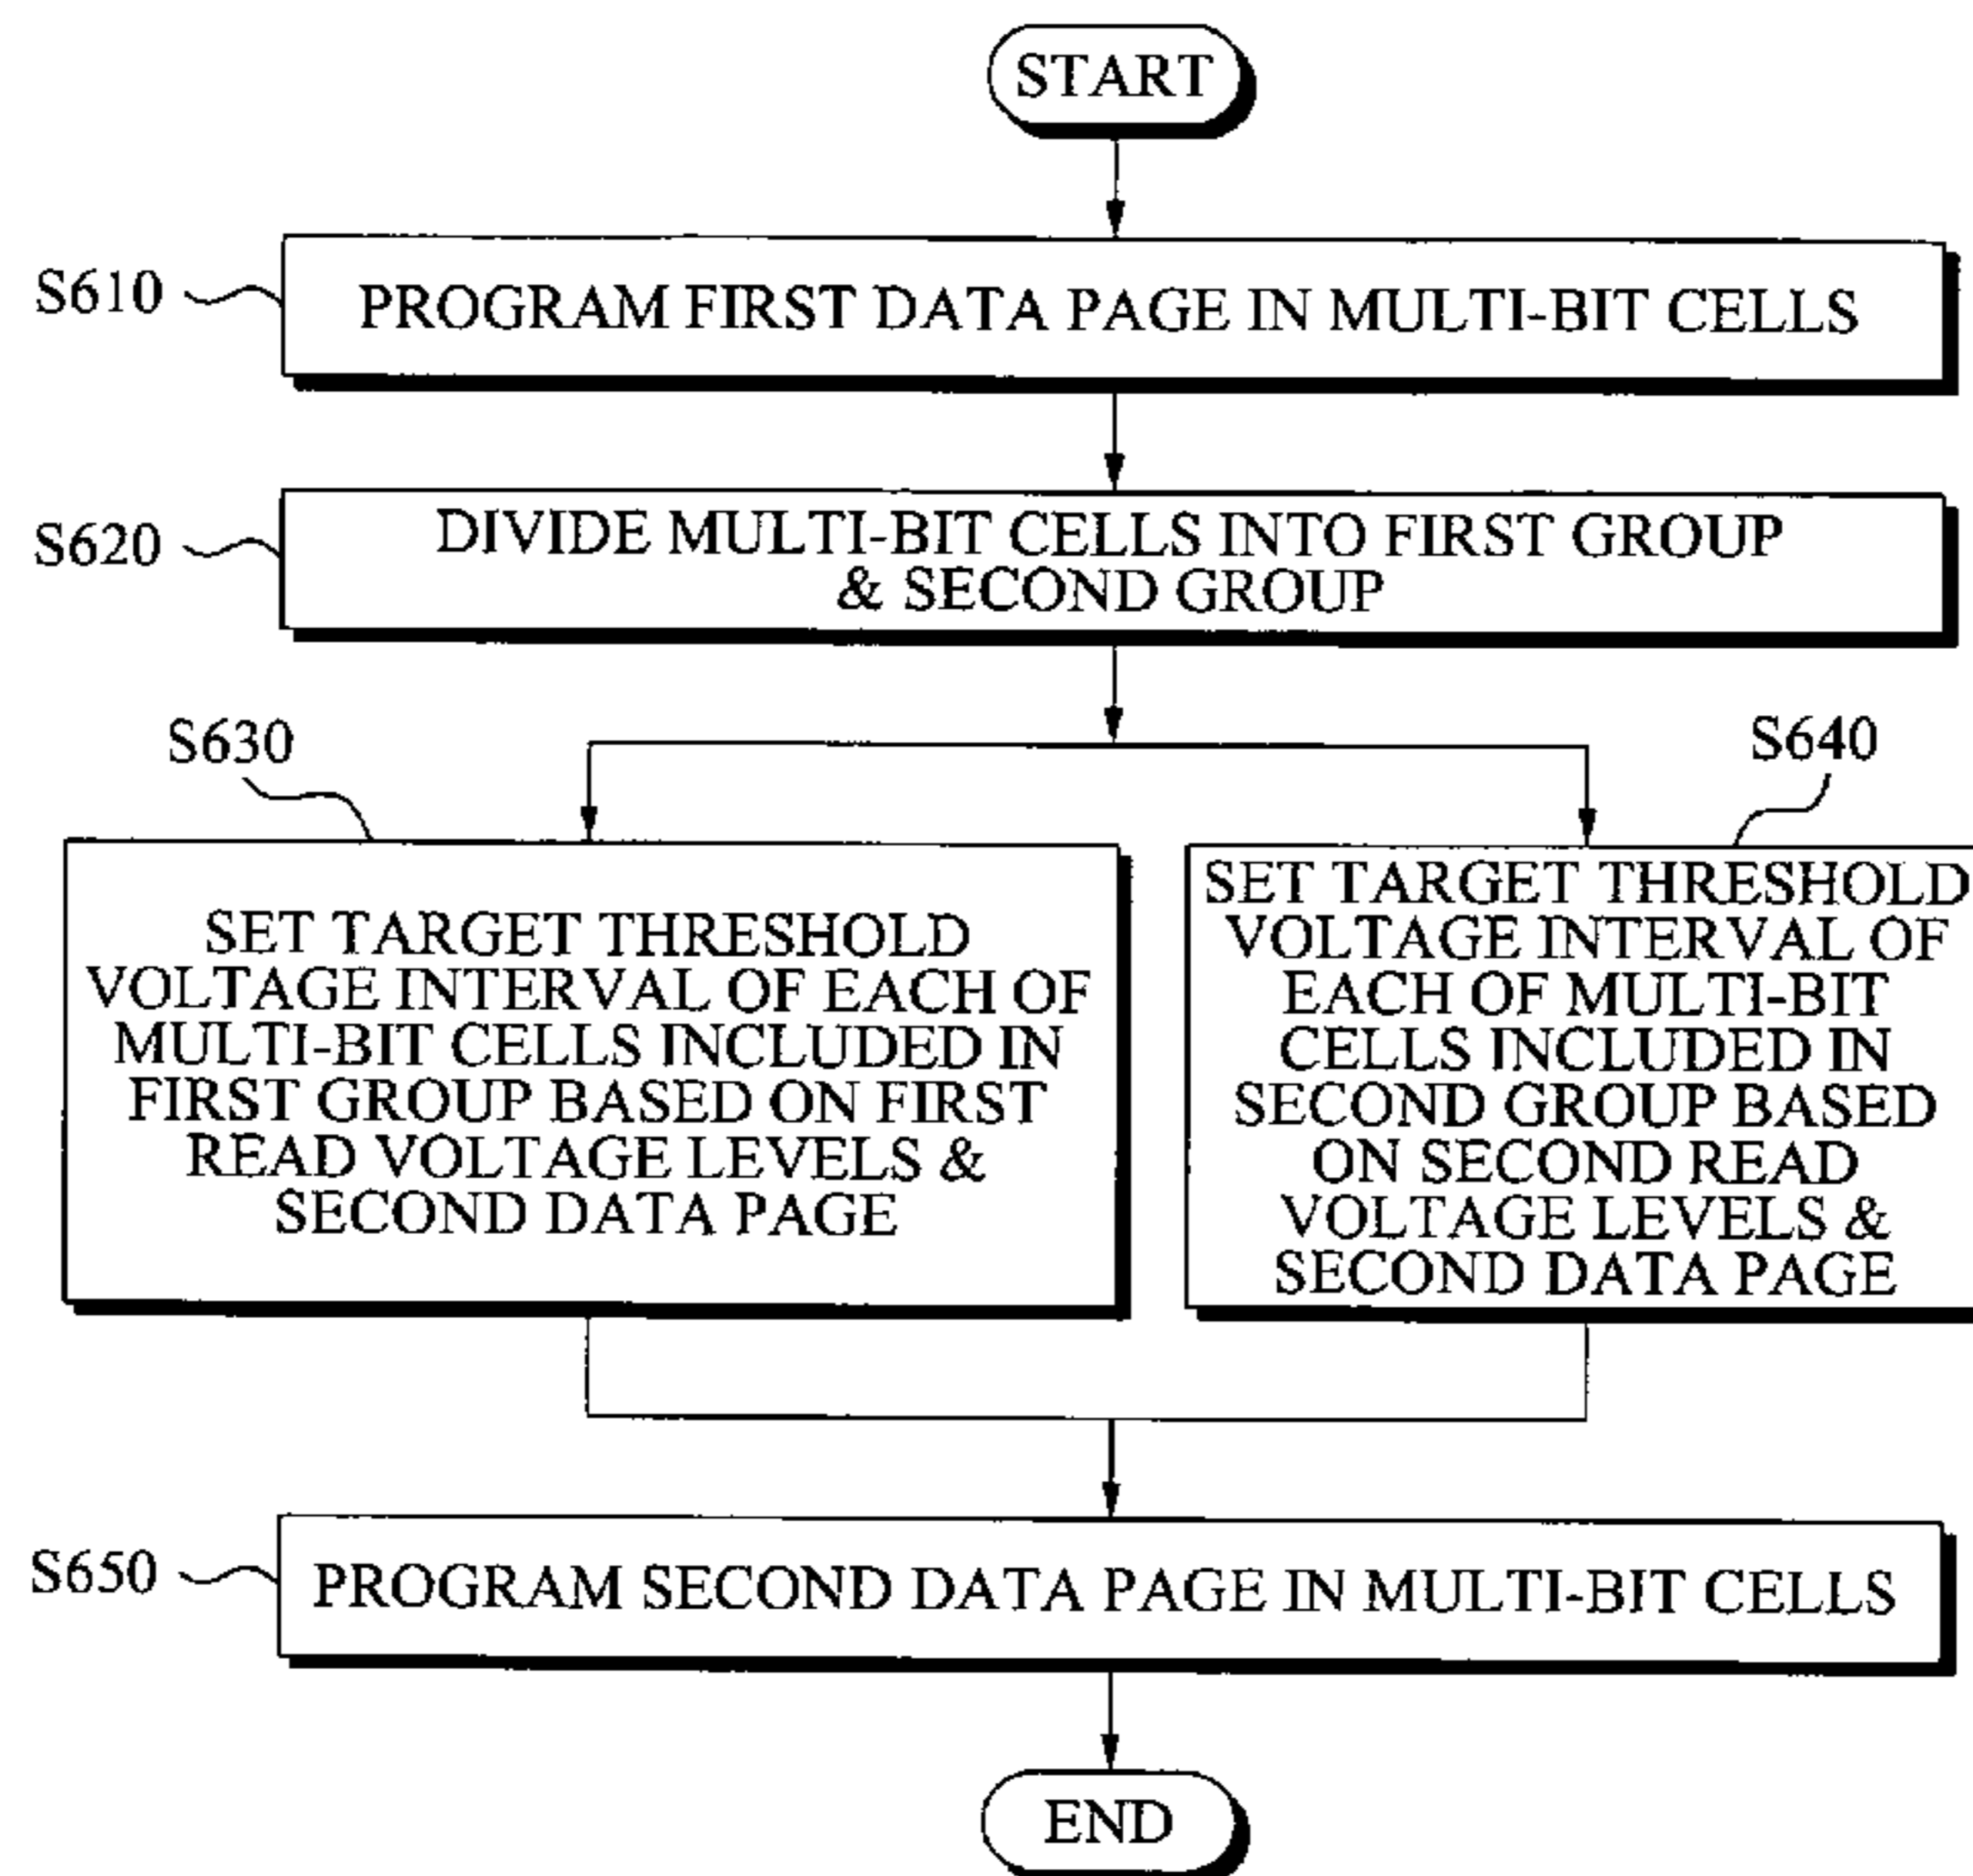 START
S610
PROGRAM FIRST DATA PAGE IN MULTI-BIT CELLS
S620
DIVIDE MULTI-BIT CELLS INTO FIRST GROUP
& SECOND GROUP
S630
SET TARGET THRESHOLD
VOLTAGE INTERVAL OF EACH OF
MULTI-BIT CELLS INCLUDED IN
FIRST GROUP BASED ON FIRST
READ VOLTAGE LEVELS &
SECOND DATA PAGE
S640
SET TARGET THRESHOLD
VOLTAGE INTERVAL OF
EACH OF MULTI-BIT
CELLS INCLUDED IN
SECOND GROUP BASED
ON SECOND READ
VOLTAGE LEVELS &
SECOND DATA PAGE
S650
PROGRAM SECOND DATA PAGE IN MULTI-BIT CELLS
END